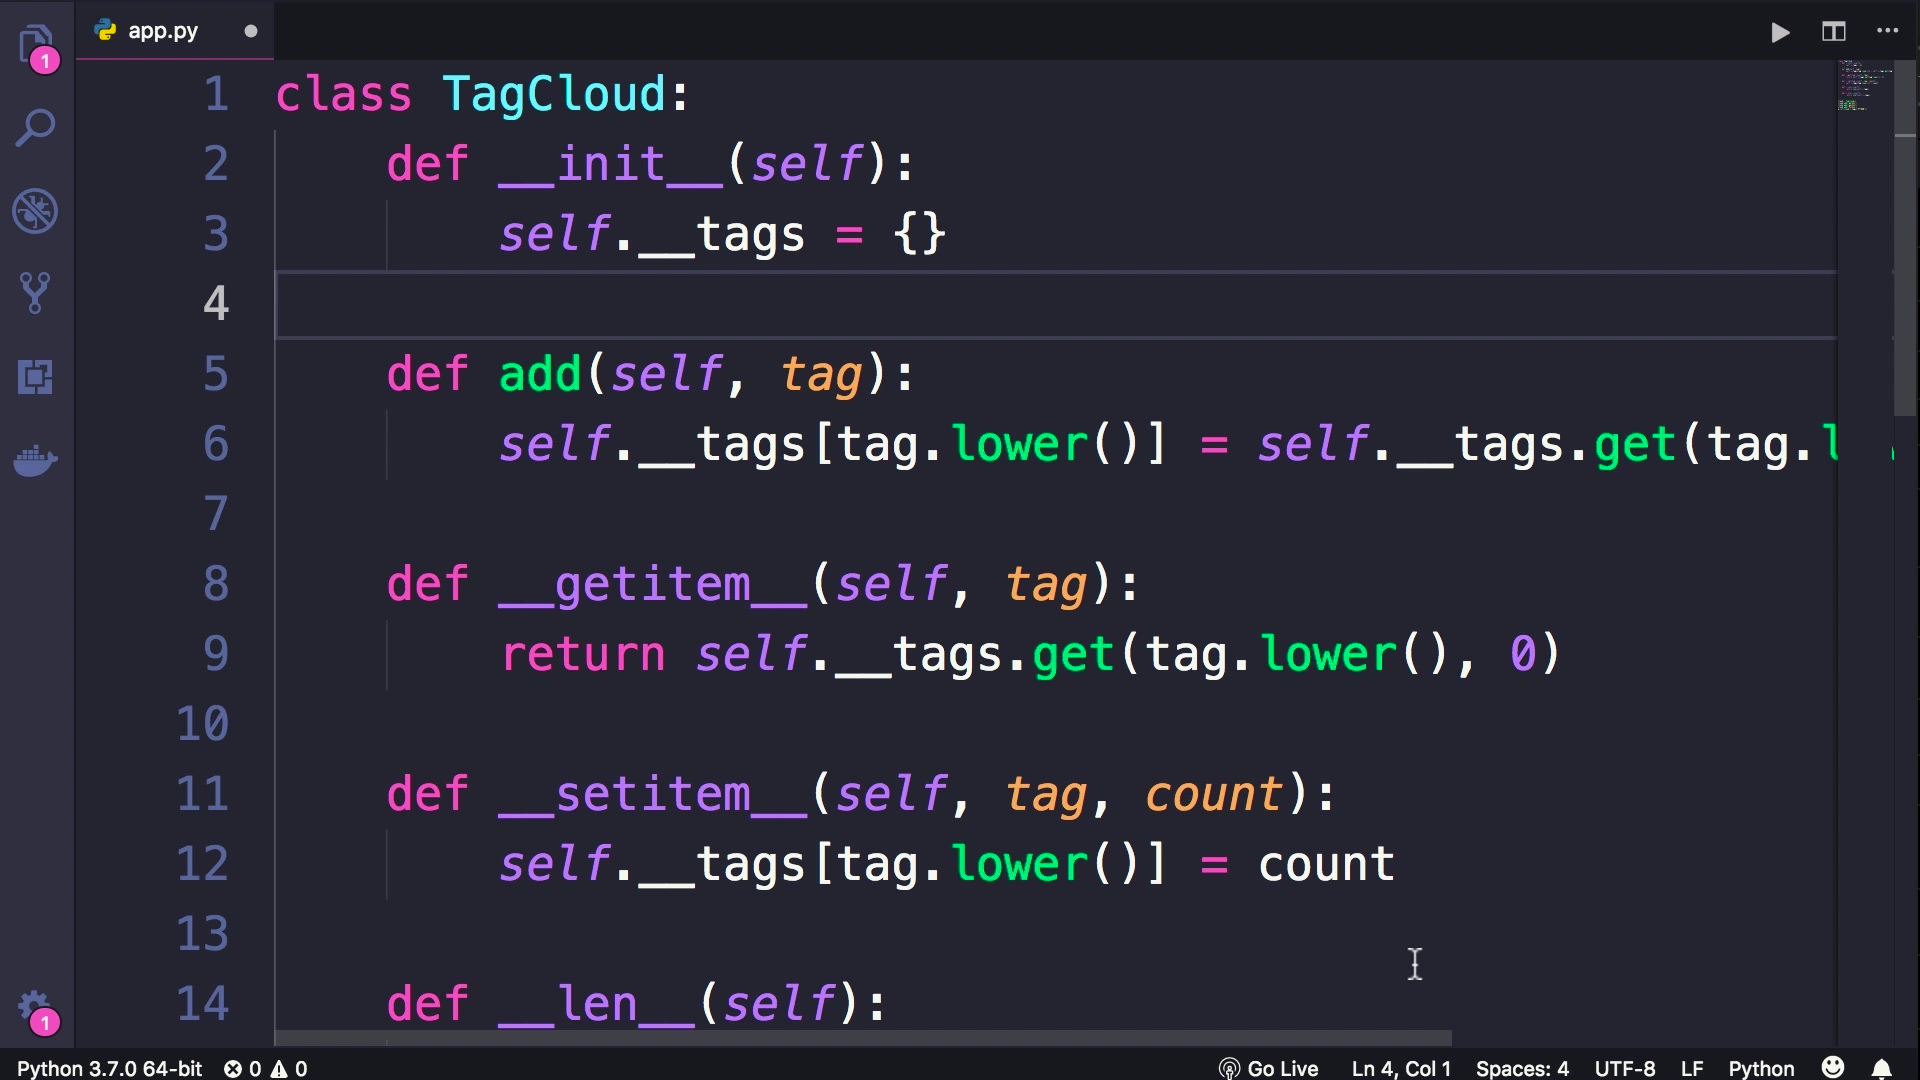 app.py
1 class TagCloud:
2 def __init__(self):
3 self.__tags = {}
4
5 def add(self, tag):
6 self.__tags[tag.lower()] = self.__tags.get(tag.
7
8 def __getitem__(self, tag):
9 return self.__tags.get(tag.lower(), 0)
10
11 def __setitem__(self, tag, count):
12 self.__tags[tag.lower()] = count
13
14 def __len__(self):
1
1
Python 3.7.0 64-bit 0 0 Go Live Ln 4, Col 1 Spaces: 4 UTF-8 LF Python